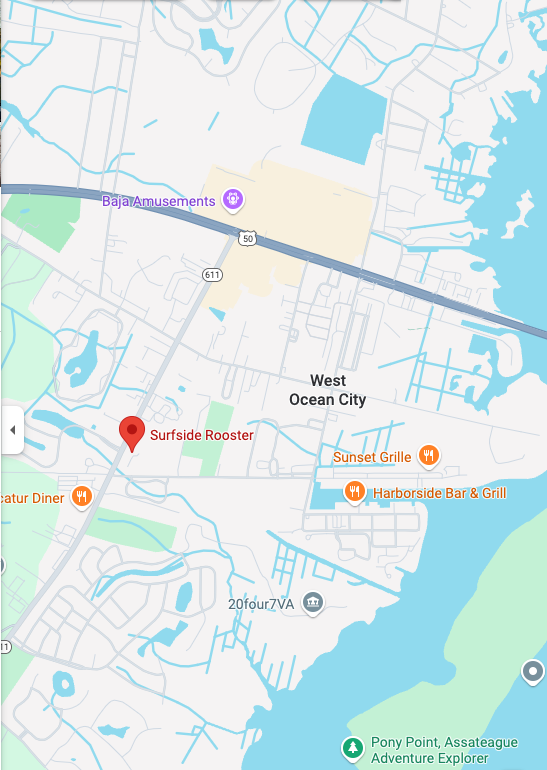 Baja Amusements
50
611
West
Ocean City
Surfside Rooster
Sunset Grille
catur Diner
Harborside Bar & Grill
20four7VA
11
Pony Point, Assateague
Adventure Explorer